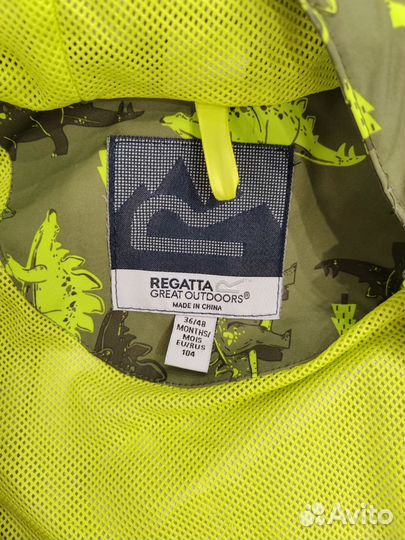 R
REGATTA
GREAT OUTDOORS®
MADE IN CHINA
36/48
MONTHS/
MOIS
EU/RUS
104
Avito